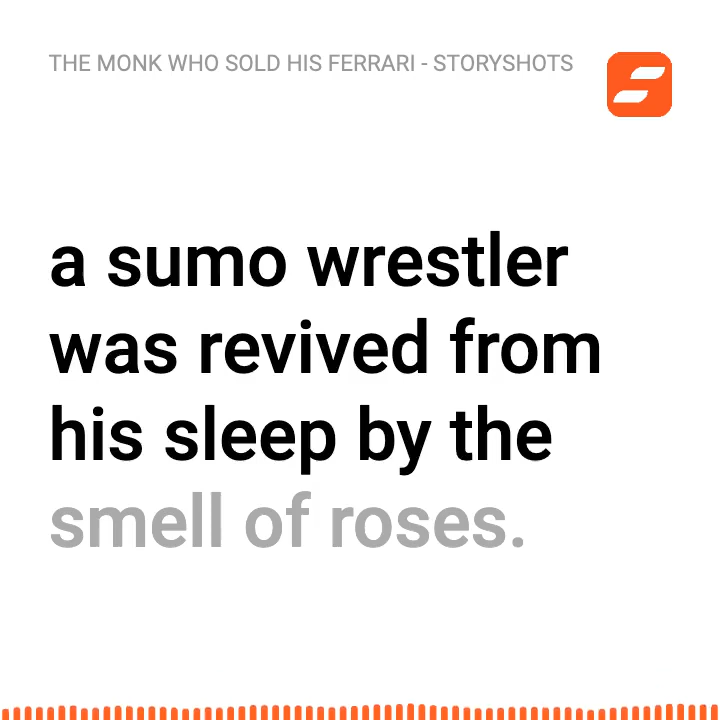 THE MONK WHO SOLD HIS FERRARI - STORYSHOTS
a sumo wrestler
was revived from
his sleep by the
smell of roses.